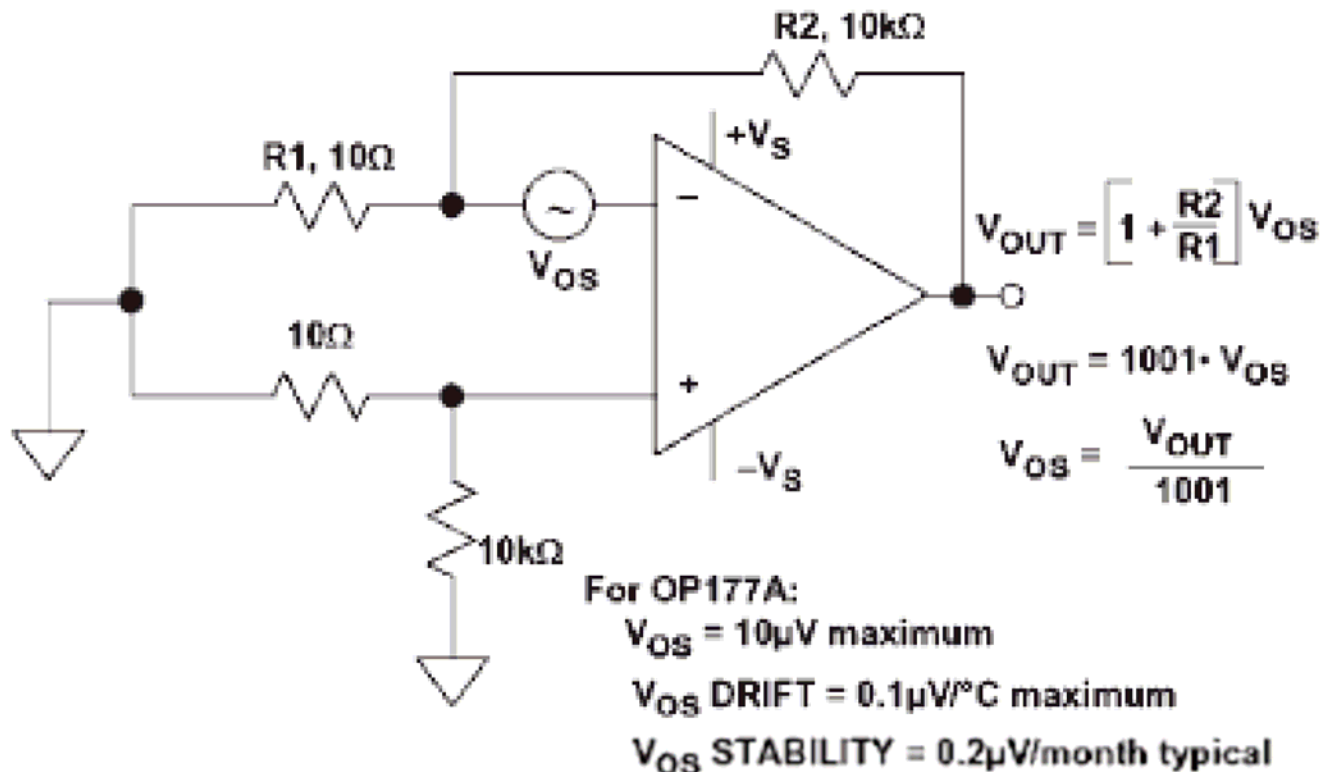 R2, 10kΩ
+VS
R1, 10Ω
–
VOS
VOUT = [1 + R2/R1] VOS
10Ω
VOUT = 1001· VOS
+
–VS
VOS = VOUT/1001
10kΩ
For OP177A:
VOS = 10µV maximum
VOS DRIFT = 0.1µV/°C maximum
VOS STABILITY = 0.2µV/month typical